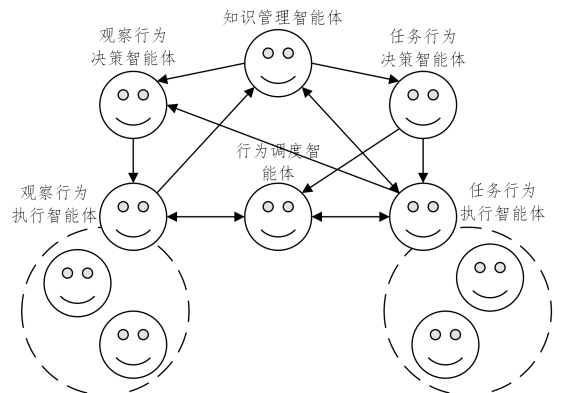 知识管理智能体
观察行为
决策智能体
任务行为
决策智能体
行为调度智
能体
观察行为
执行智能体
任务行为
执行智能体